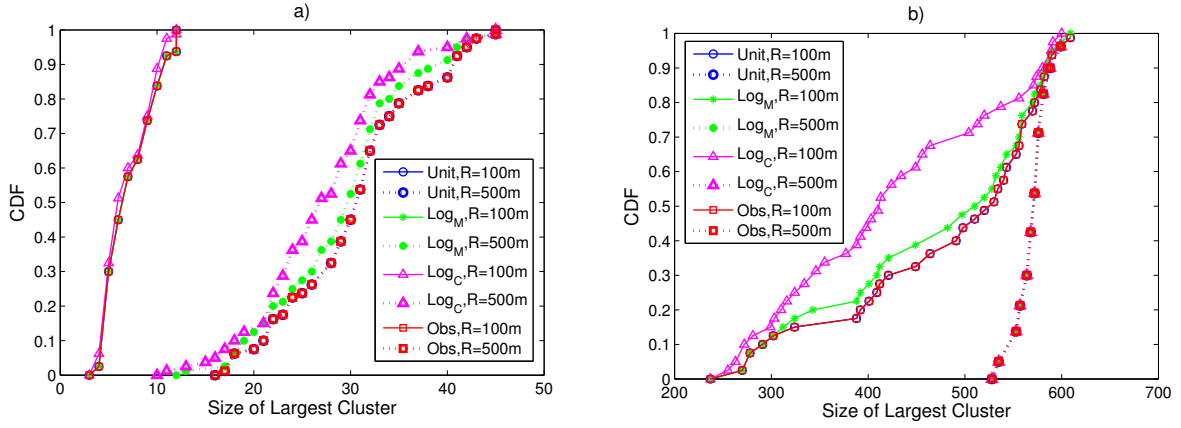 a)
CDF
1
0.9
0.8
0.7
0.6
0.5
0.4
0.3
0.2
0.1
0
0 10 20 30 40 50
Size of Largest Cluster
Unit,R=100m
Unit,R=500m
Log_M,R=100m
Log_M,R=500m
Log_C,R=100m
Log_C,R=500m
Obs,R=100m
Obs,R=500m
b)
CDF
1
0.9
0.8
0.7
0.6
0.5
0.4
0.3
0.2
0.1
0
200 300 400 500 600 700
Size of Largest Cluster
Unit,R=100m
Unit,R=500m
Log_M,R=100m
Log_M,R=500m
Log_C,R=100m
Log_C,R=500m
Obs,R=100m
Obs,R=500m